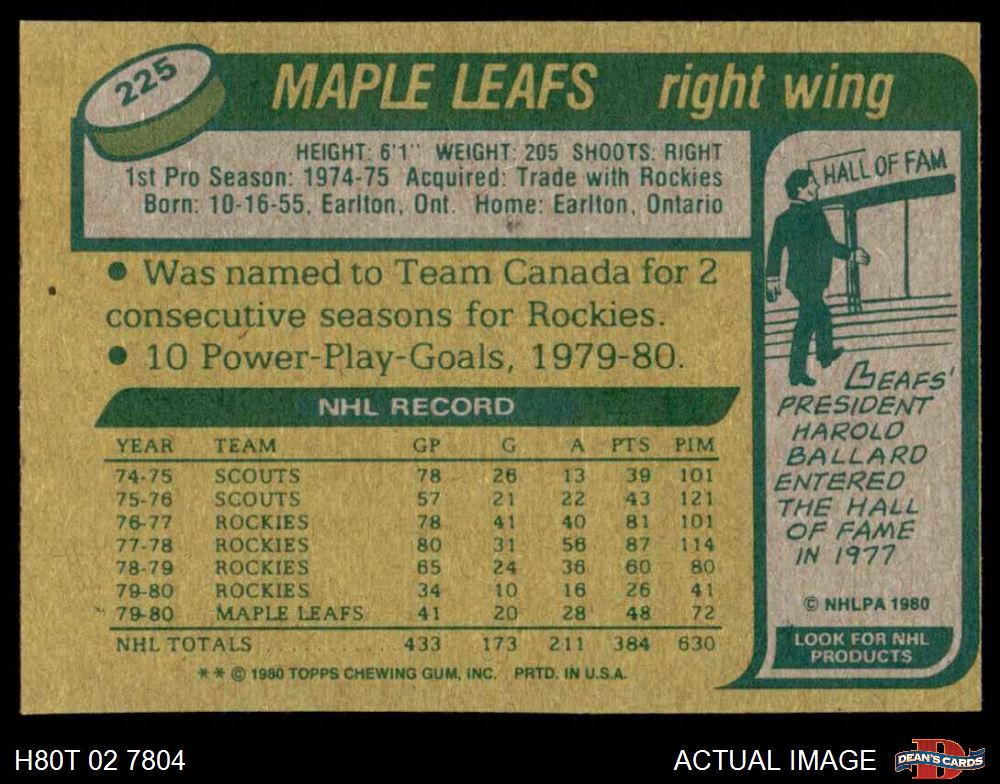 225
MAPLE LEAFS right wing
HEIGHT: 6'1" WEIGHT: 205 SHOOTS: RIGHT
1st Pro Season: 1974-75 Acquired: Trade with Rockies
Born: 10-16-55, Earlton, Ont. Home: Earlton, Ontario
• Was named to Team Canada for 2
consecutive seasons for Rockies.
• 10 Power-Play-Goals, 1979-80.
NHL RECORD
YEAR TEAM GP G A PTS PIM
74-75 SCOUTS 78 26 13 39 101
75-76 SCOUTS 57 21 22 43 121
76-77 ROCKIES 78 41 40 81 101
77-78 ROCKIES 80 31 56 87 114
78-79 ROCKIES 65 24 36 60 80
79-80 ROCKIES 34 10 16 26 41
79-80 MAPLE LEAFS 41 20 28 48 72
NHL TOTALS .......... 433 173 211 384 630
** © 1980 TOPPS CHEWING GUM, INC. PRTD. IN U.S.A.
HALL OF FAM
LEAFS'
PRESIDENT
HAROLD
BALLARD
ENTERED
THE HALL
OF FAME
IN 1977
© NHLPA 1980
LOOK FOR NHL
PRODUCTS
H80T 02 7804
ACTUAL IMAGE
DEAN'S CARDS